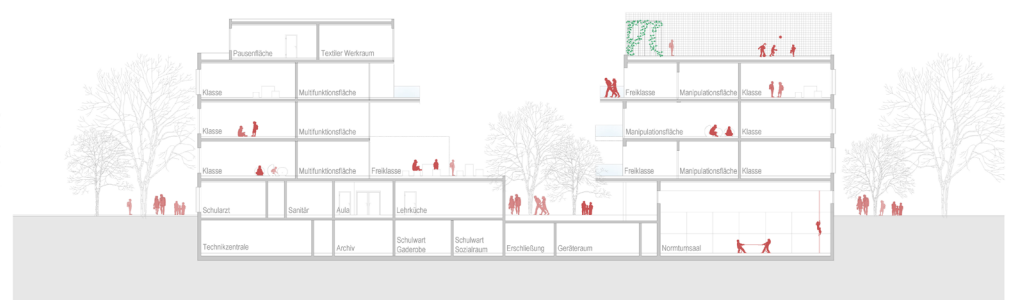 Pausenfläche
Textiler Werkraum
Klasse
Multifunktionsfläche
Freiklasse
Manipulationsfläche
Klasse
Klasse
Multifunktionsfläche
Manipulationsfläche
Klasse
Klasse
Multifunktionsfläche
Freiklasse
Freiklasse
Manipulationsfläche
Klasse
Schularzt
Sanitär
Aula
Lehrküche
Technikzentrale
Archiv
Schulwart
Gaderobe
Schulwart
Sozialraum
Erschließung
Geräteraum
Normturnsaal